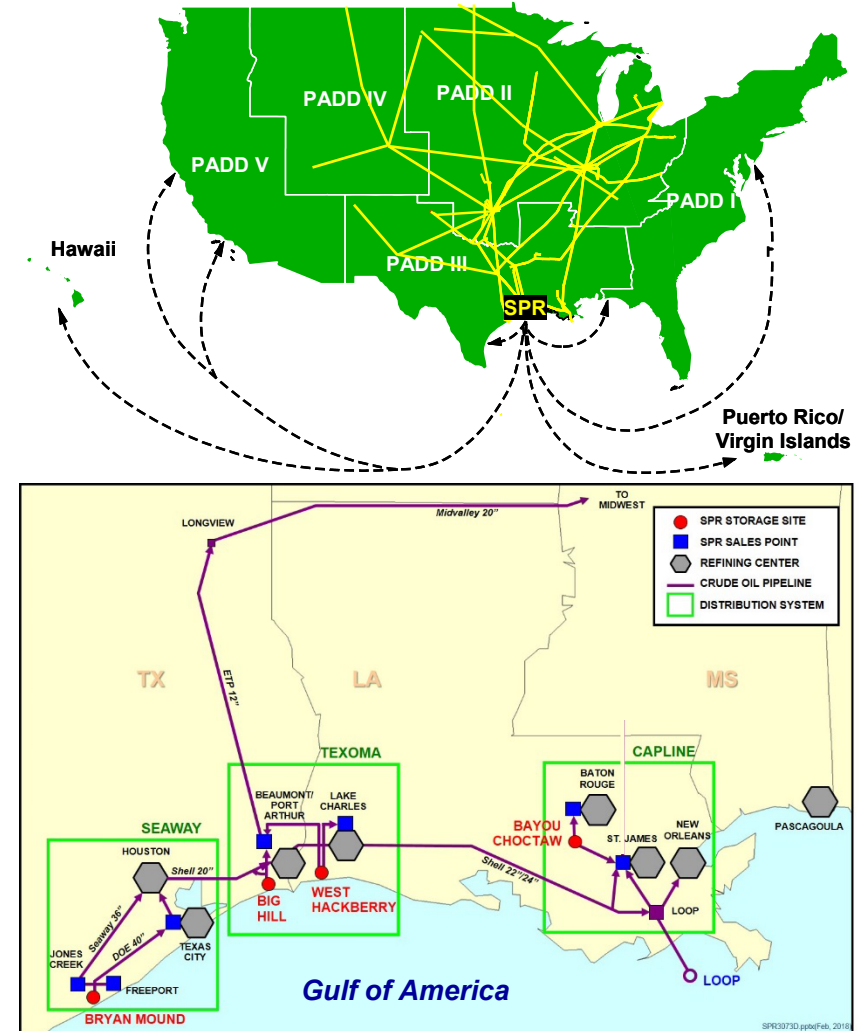 PADD IV
PADD II
PADD V
PADD I
Hawaii
PADD III
SPR
Puerto Rico/
Virgin Islands
TO
MIDWEST
Midvalley 20"
LONGVIEW
SPR STORAGE SITE
SPR SALES POINT
REFINING CENTER
CRUDE OIL PIPELINE
DISTRIBUTION SYSTEM
TX
LA
MS
ETP 12"
TEXOMA
CAPLINE
BEAUMONT/
PORT
ARTHUR
LAKE
CHARLES
BATON
ROUGE
SEAWAY
BAYOU
CHOCTAW
ST. JAMES
NEW
ORLEANS
PASCAGOULA
HOUSTON
Shell 20"
Shell 22"/24"
BIG
HILL
WEST
HACKBERRY
Seaway 36"
DOE 40"
TEXAS
CITY
LOOP
JONES
CREEK
FREEPORT
LOOP
Gulf of America
BRYAN MOUND
SPR3073D.pptx(Feb, 2018)